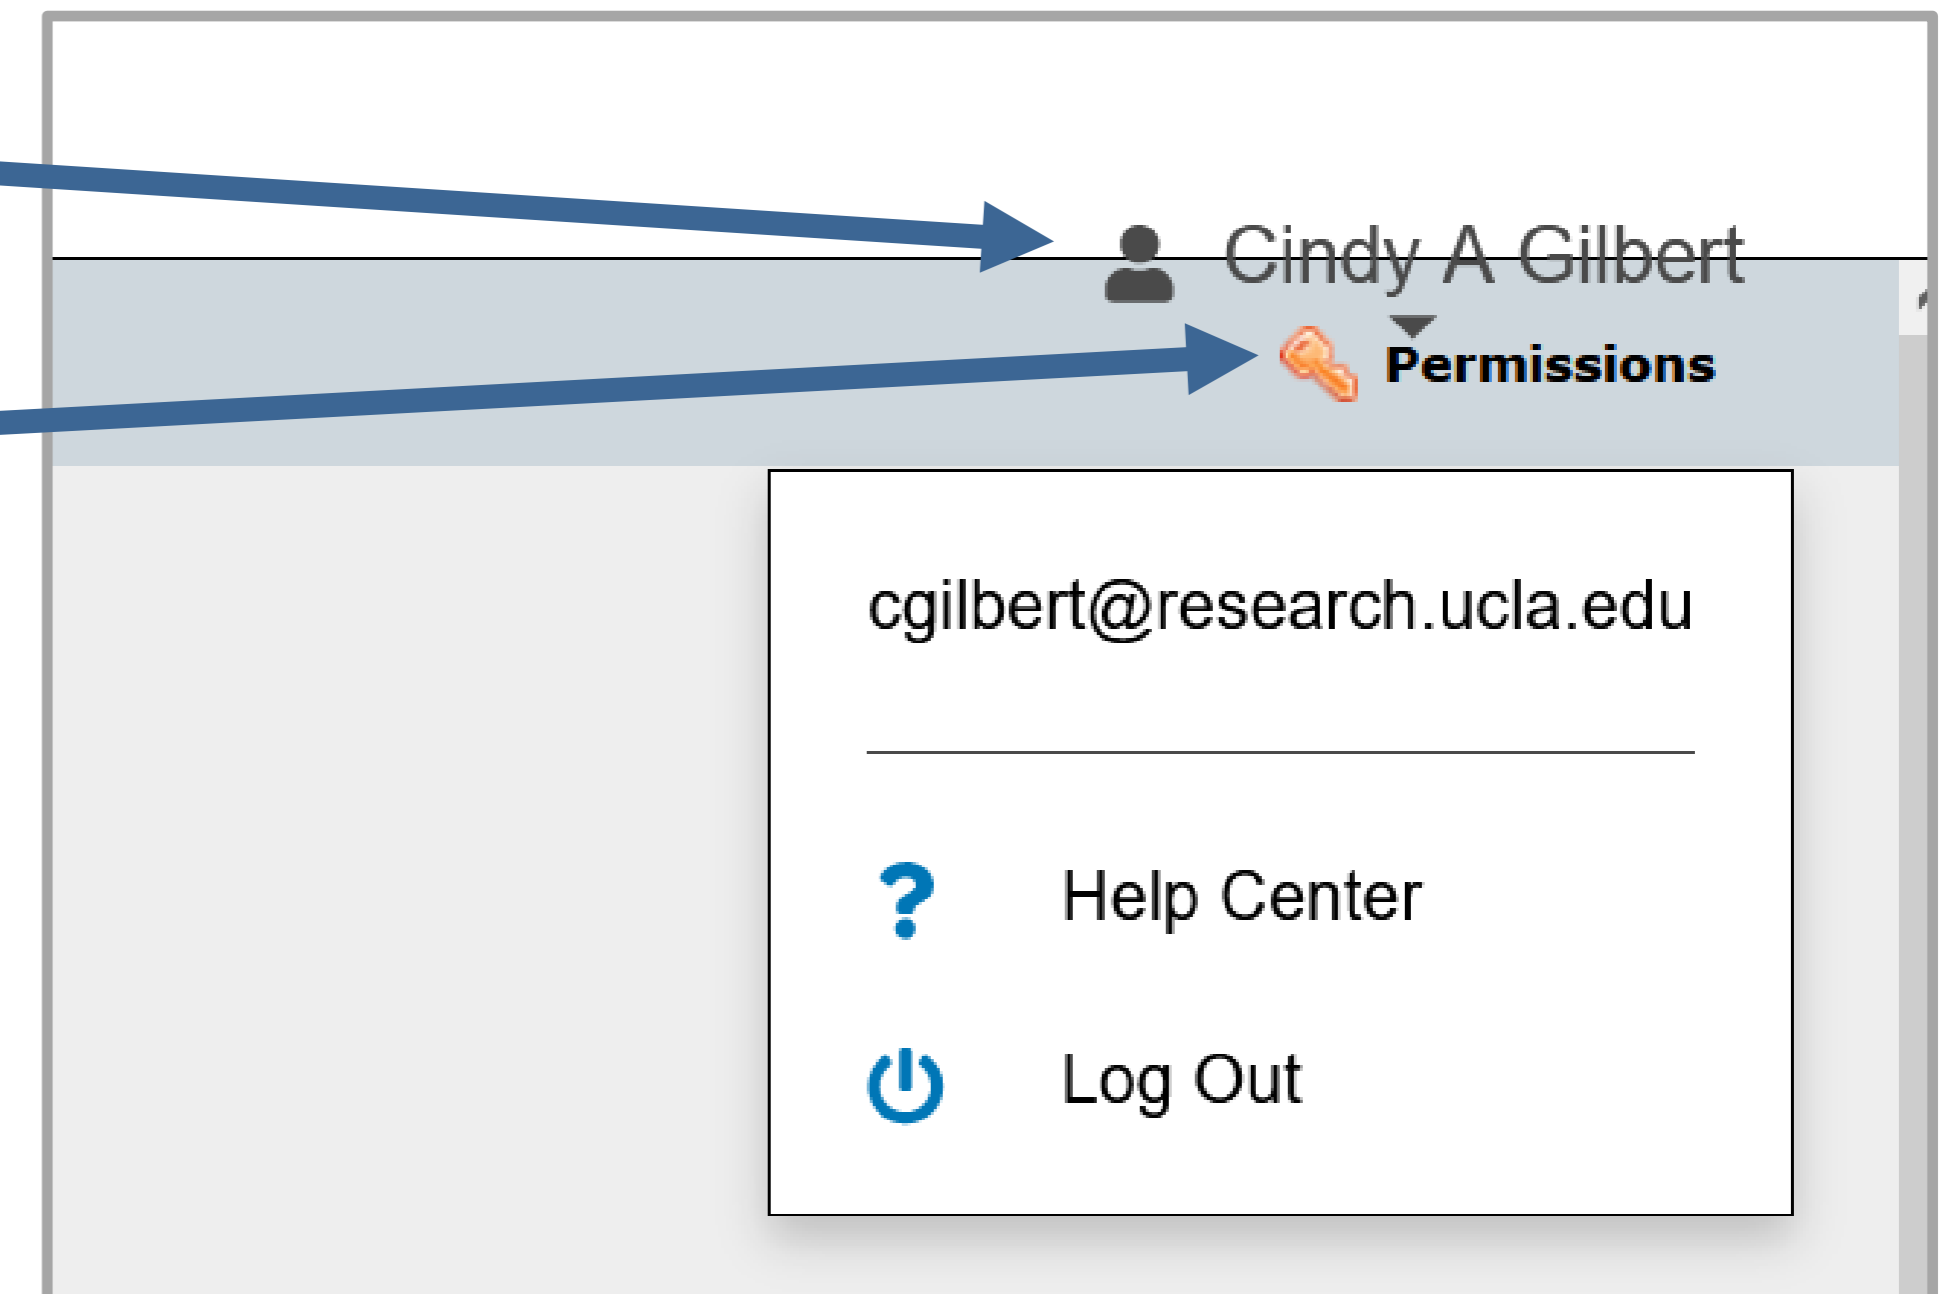 Cindy A Gilbert
Permissions
cgilbert@research.ucla.edu
Help Center
Log Out